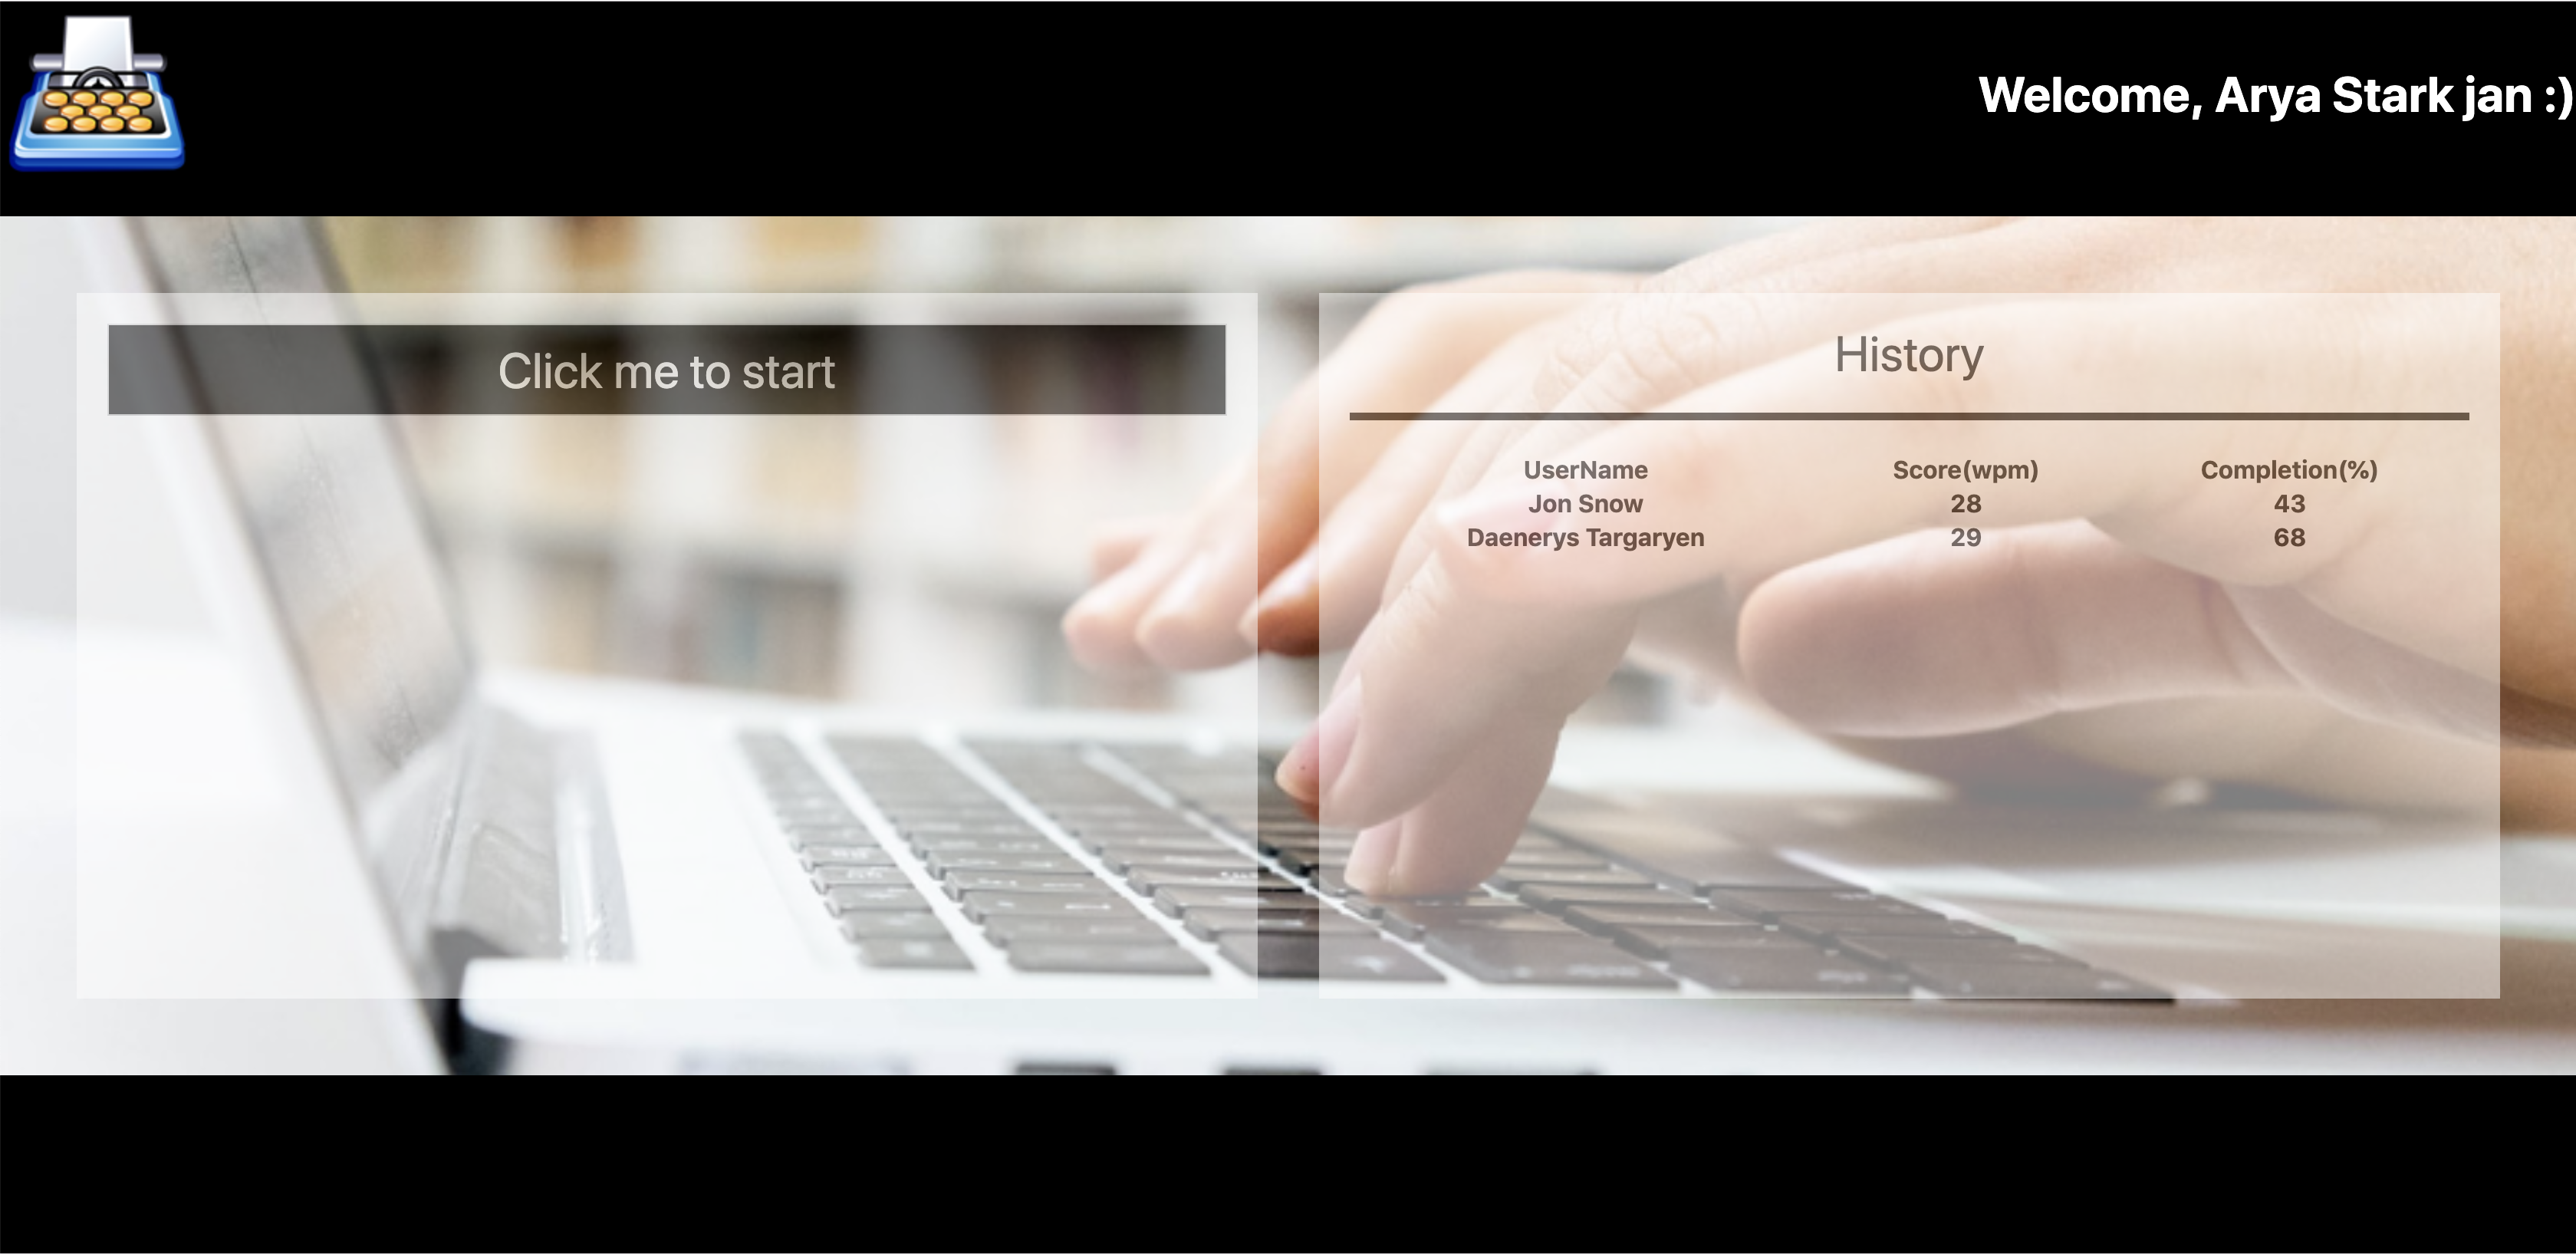 Welcome, Arya Stark jan :)
Click me to start
History
UserName Score(wpm) Completion(%)
Jon Snow 28 43
Daenerys Targaryen 29 68